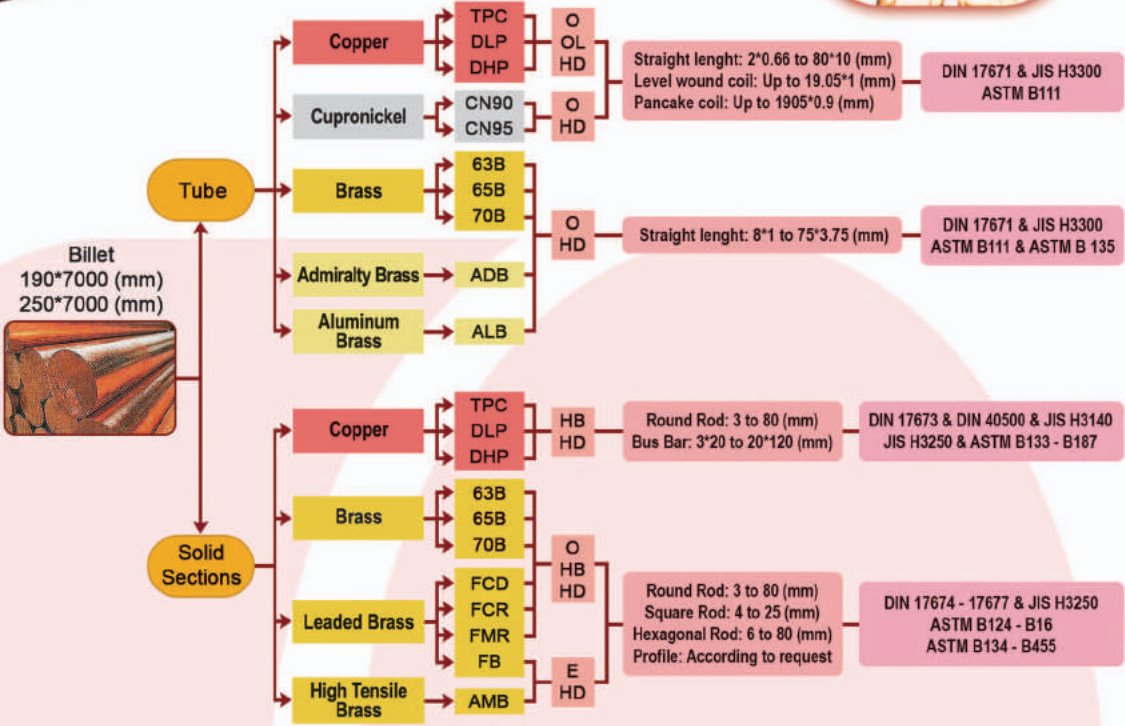 Billet
190*7000 (mm)
250*7000 (mm)
Tube
Copper
TPC
DLP
DHP
O
OL
HD
Straight lenght: 2*0.66 to 80*10 (mm)
Level wound coil: Up to 19.05*1 (mm)
Pancake coil: Up to 1905*0.9 (mm)
DIN 17671 & JIS H3300
ASTM B111
Cupronickel
CN90
CN95
O
HD
Brass
63B
65B
70B
O
HD
Straight lenght: 8*1 to 75*3.75 (mm)
DIN 17671 & JIS H3300
ASTM B111 & ASTM B 135
Admiralty Brass
ADB
Aluminum
Brass
ALB
Solid
Sections
Copper
TPC
DLP
DHP
HB
HD
Round Rod: 3 to 80 (mm)
Bus Bar: 3*20 to 20*120 (mm)
DIN 17673 & DIN 40500 & JIS H3140
JIS H3250 & ASTM B133 - B187
Brass
63B
65B
70B
O
HB
HD
Leaded Brass
FCD
FCR
FMR
FB
Round Rod: 3 to 80 (mm)
Square Rod: 4 to 25 (mm)
Hexagonal Rod: 6 to 80 (mm)
Profile: According to request
DIN 17674 - 17677 & JIS H3250
ASTM B124 - B16
ASTM B134 - B455
High Tensile
Brass
AMB
E
HD